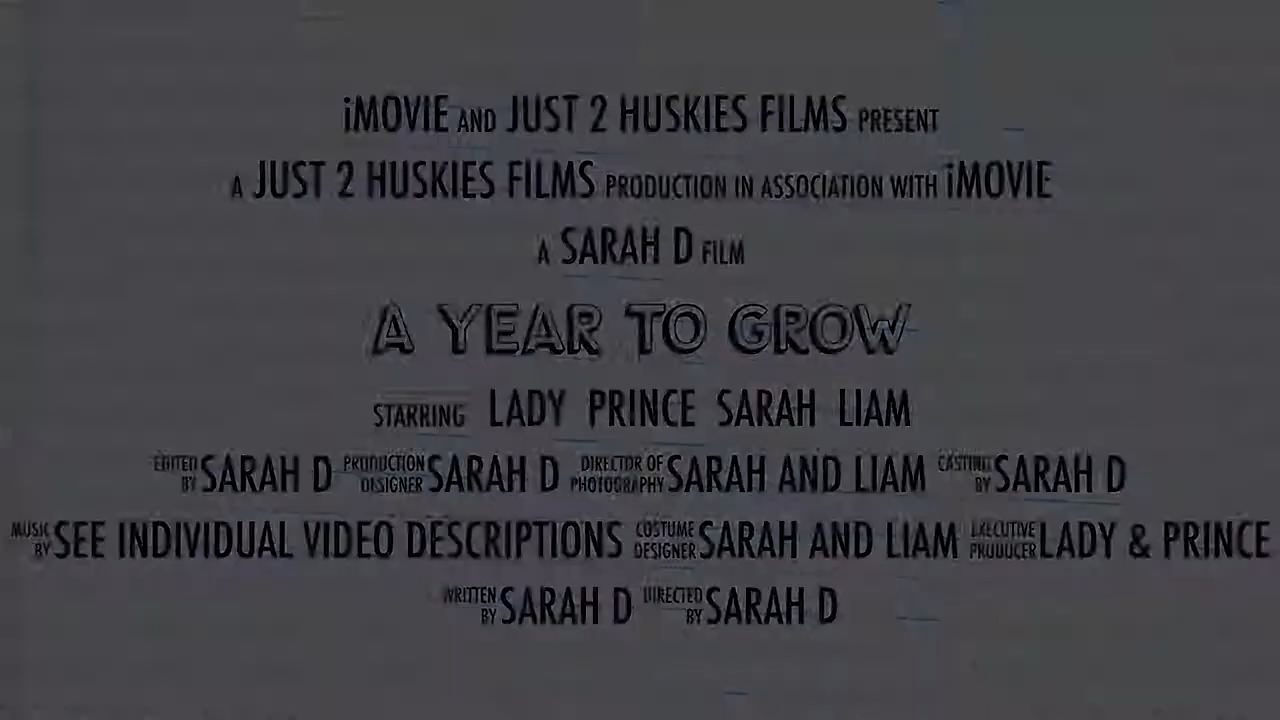 iMOVIE AND JUST 2 HUSKIES FILMS PRESENT
A JUST 2 HUSKIES FILMS PRODUCTION IN ASSOCIATION WITH iMOVIE
A SARAH D FILM
A YEAR TO GROW
STARRING LADY PRINCE SARAH LIAM
EDITED BY SARAH D PRODUCTION DESIGNER SARAH D DIRECTOR OF PHOTOGRAPHY SARAH AND LIAM CASTING BY SARAH D
MUSIC BY SEE INDIVIDUAL VIDEO DESCRIPTIONS COSTUME DESIGNER SARAH AND LIAM EXECUTIVE PRODUCER LADY & PRINCE
WRITTEN BY SARAH D DIRECTED BY SARAH D